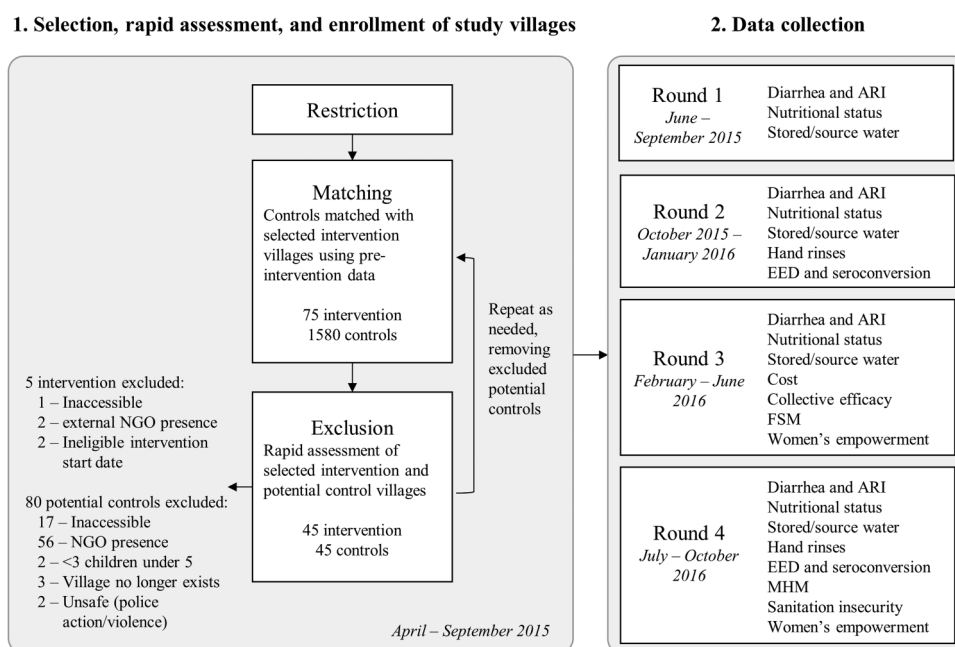 1. Selection, rapid assessment, and enrollment of study villages
Restriction
Matching
Controls matched with
selected intervention
villages using pre-
intervention data
75 intervention
1580 controls
Repeat as
needed,
removing
excluded
potential
controls
5 intervention excluded:
1 – Inaccessible
2 – external NGO presence
2 – Ineligible intervention
start date
Exclusion
Rapid assessment of
selected intervention and
potential control villages
45 intervention
45 controls
80 potential controls excluded:
17 – Inaccessible
56 – NGO presence
2 – <3 children under 5
3 – Village no longer exists
2 – Unsafe (police
action/violence)
April – September 2015
2. Data collection
Round 1
June –
September 2015
Diarrhea and ARI
Nutritional status
Stored/source water
Round 2
October 2015 –
January 2016
Diarrhea and ARI
Nutritional status
Stored/source water
Hand rinses
EED and seroconversion
Round 3
February – June
2016
Diarrhea and ARI
Nutritional status
Stored/source water
Cost
Collective efficacy
FSM
Women's empowerment
Round 4
July – October
2016
Diarrhea and ARI
Nutritional status
Stored/source water
Hand rinses
EED and seroconversion
MHM
Sanitation insecurity
Women's empowerment